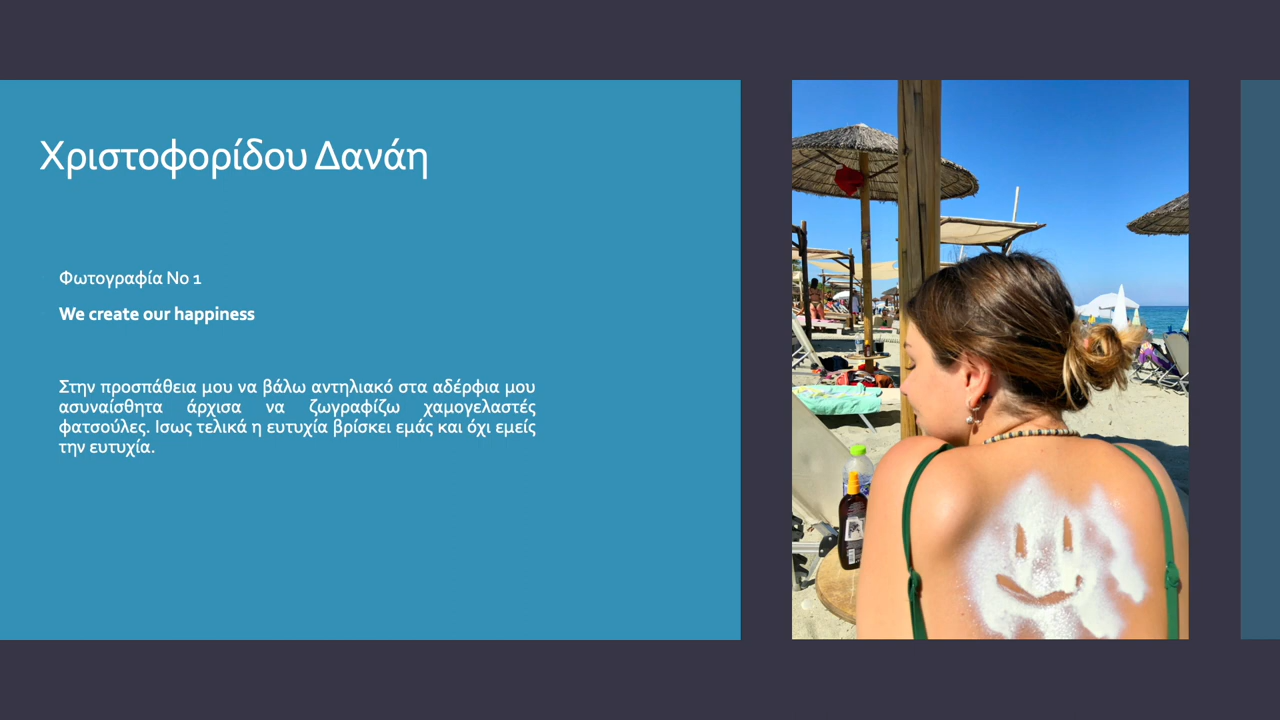 Χριστοφορίδου Δανάη
Φωτογραφία Νο 1
We create our happiness
Στην προσπάθεια μου να βάλω αντηλιακό στα αδέρφια μου
ασυναίσθητα άρχισα να ζωγραφίζω χαμογελαστές
φατσούλες. Ισως τελικά η ευτυχία βρίσκει εμάς και όχι εμείς
την ευτυχία.